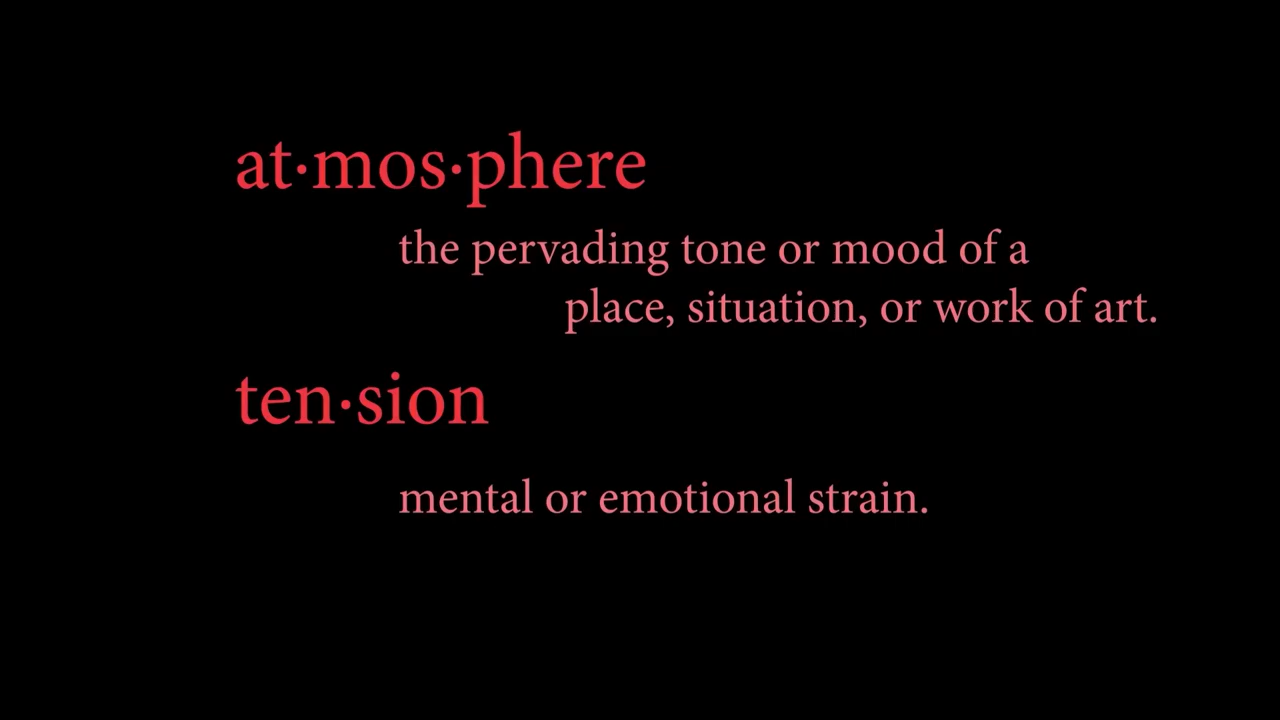 at·mos·phere
the pervading tone or mood of a
place, situation, or work of art.
ten·sion
mental or emotional strain.